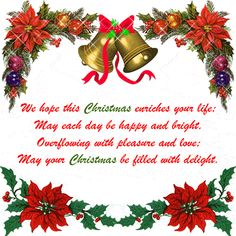 We hope this Christmas enriches your life;
May each day be happy and bright,
Overflowing with pleasure and love;
May your Christmas be filled with delight.